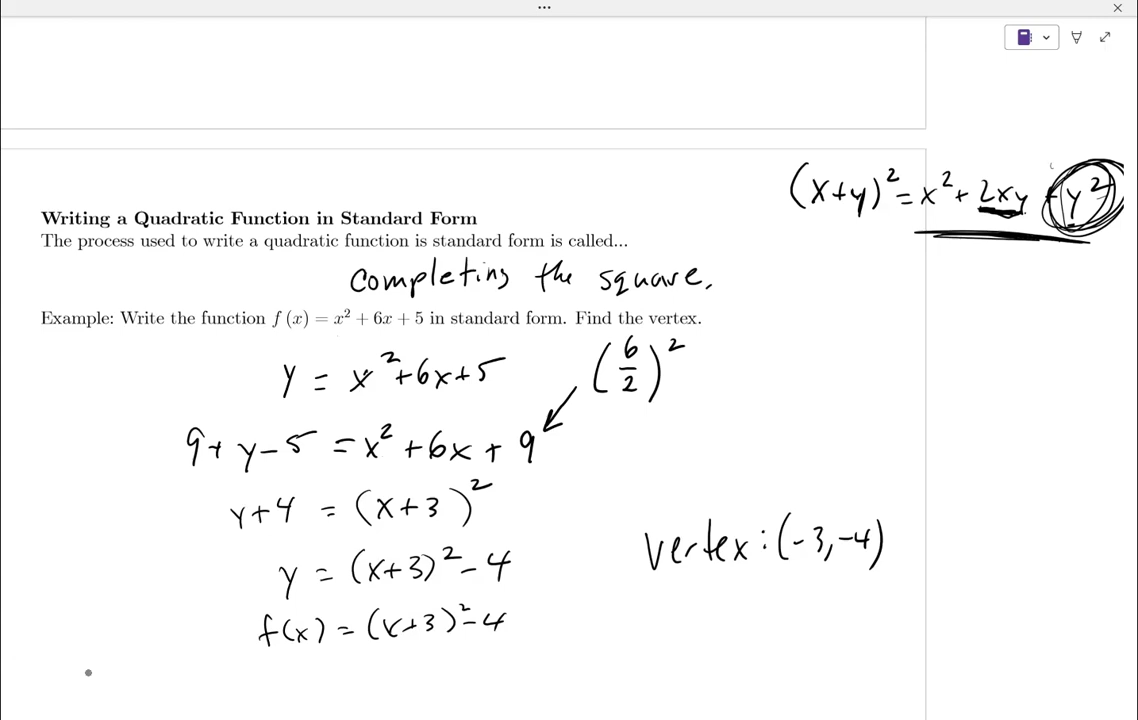 (x+y)² = x² + 2xy + y²
Writing a Quadratic Function in Standard Form
The process used to write a quadratic function is standard form is called...
completing the square.
Example: Write the function f (x) = x² + 6x + 5 in standard form. Find the vertex.
y = x²+6x+5 (6/2)²
9+ y-5 = x² +6x + 9
y+4 = (x+3)²
vertex: (-3,-4)
y = (x+3)² - 4
f(x) = (x+3)² - 4